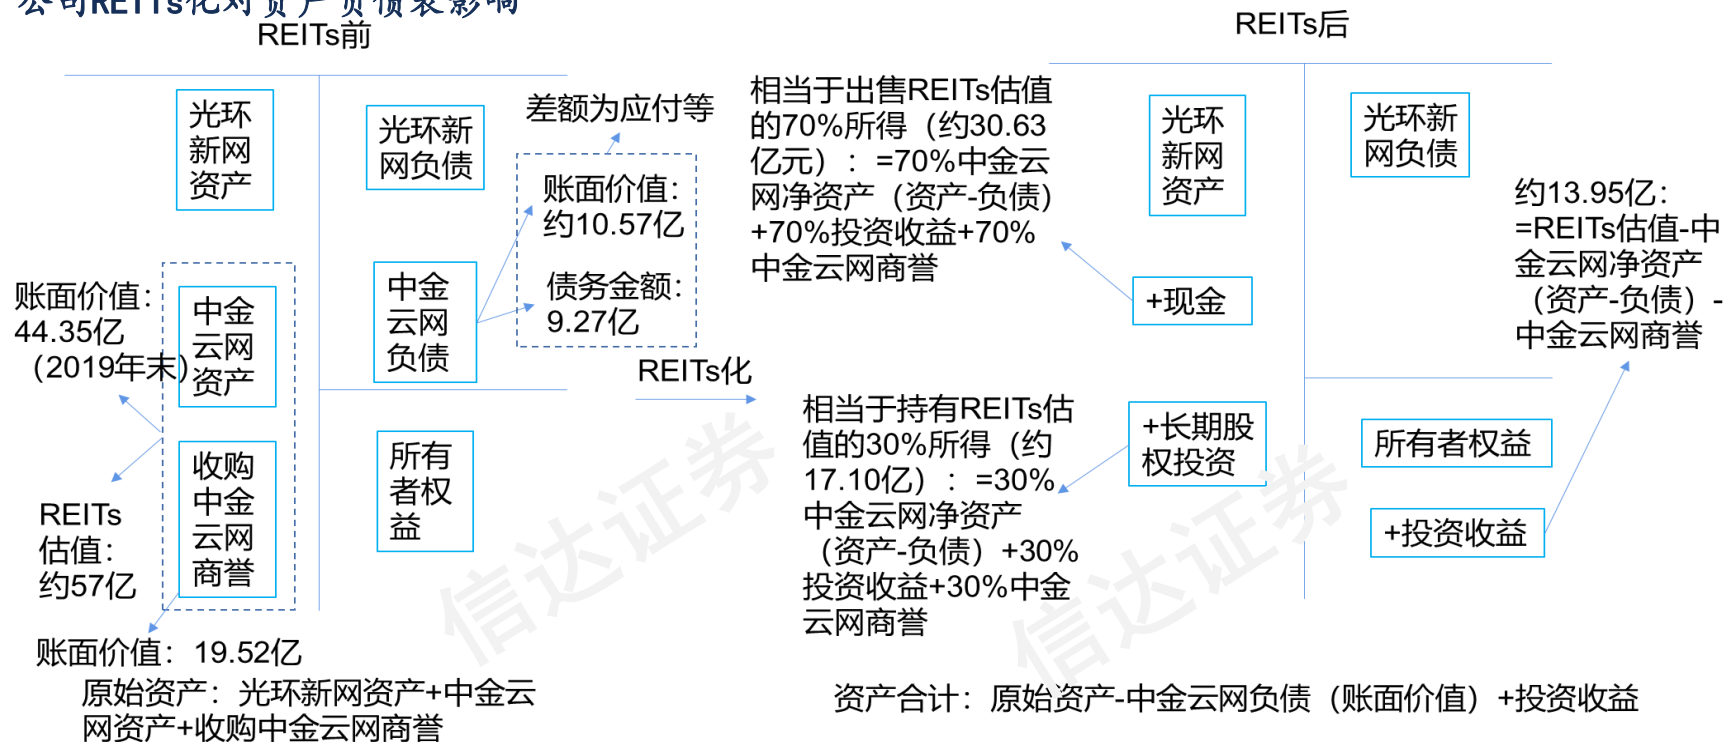 公司REITs化对资产负债表影响
REITs前
光环
新网
资产
光环新
网负债
差额为应付等
账面价值：
约10.57亿
债务金额：
9.27亿
中金
云网
负债
账面价值：
44.35亿
（2019年末）
中金
云网
资产
收购
中金
云网
商誉
所有
者权
益
REITs
估值：
约57亿
账面价值：19.52亿
原始资产：光环新网资产+中金云
网资产+收购中金云网商誉
REITs化
REITs后
相当于出售REITs估值
的70%所得（约30.63
亿元）：=70%中金云
网净资产（资产-负债）
+70%投资收益+70%
中金云网商誉
光环
新网
资产
光环新
网负债
+现金
约13.95亿：
=REITs估值-中
金云网净资产
（资产-负债）-
中金云网商誉
相当于持有REITs估
值的30%所得（约
17.10亿）：=30%
中金云网净资产
（资产-负债）+30%
投资收益+30%中金
云网商誉
+长期股
权投资
所有者权益
+投资收益
资产合计：原始资产-中金云网负债（账面价值）+投资收益
信达证券
信达证券